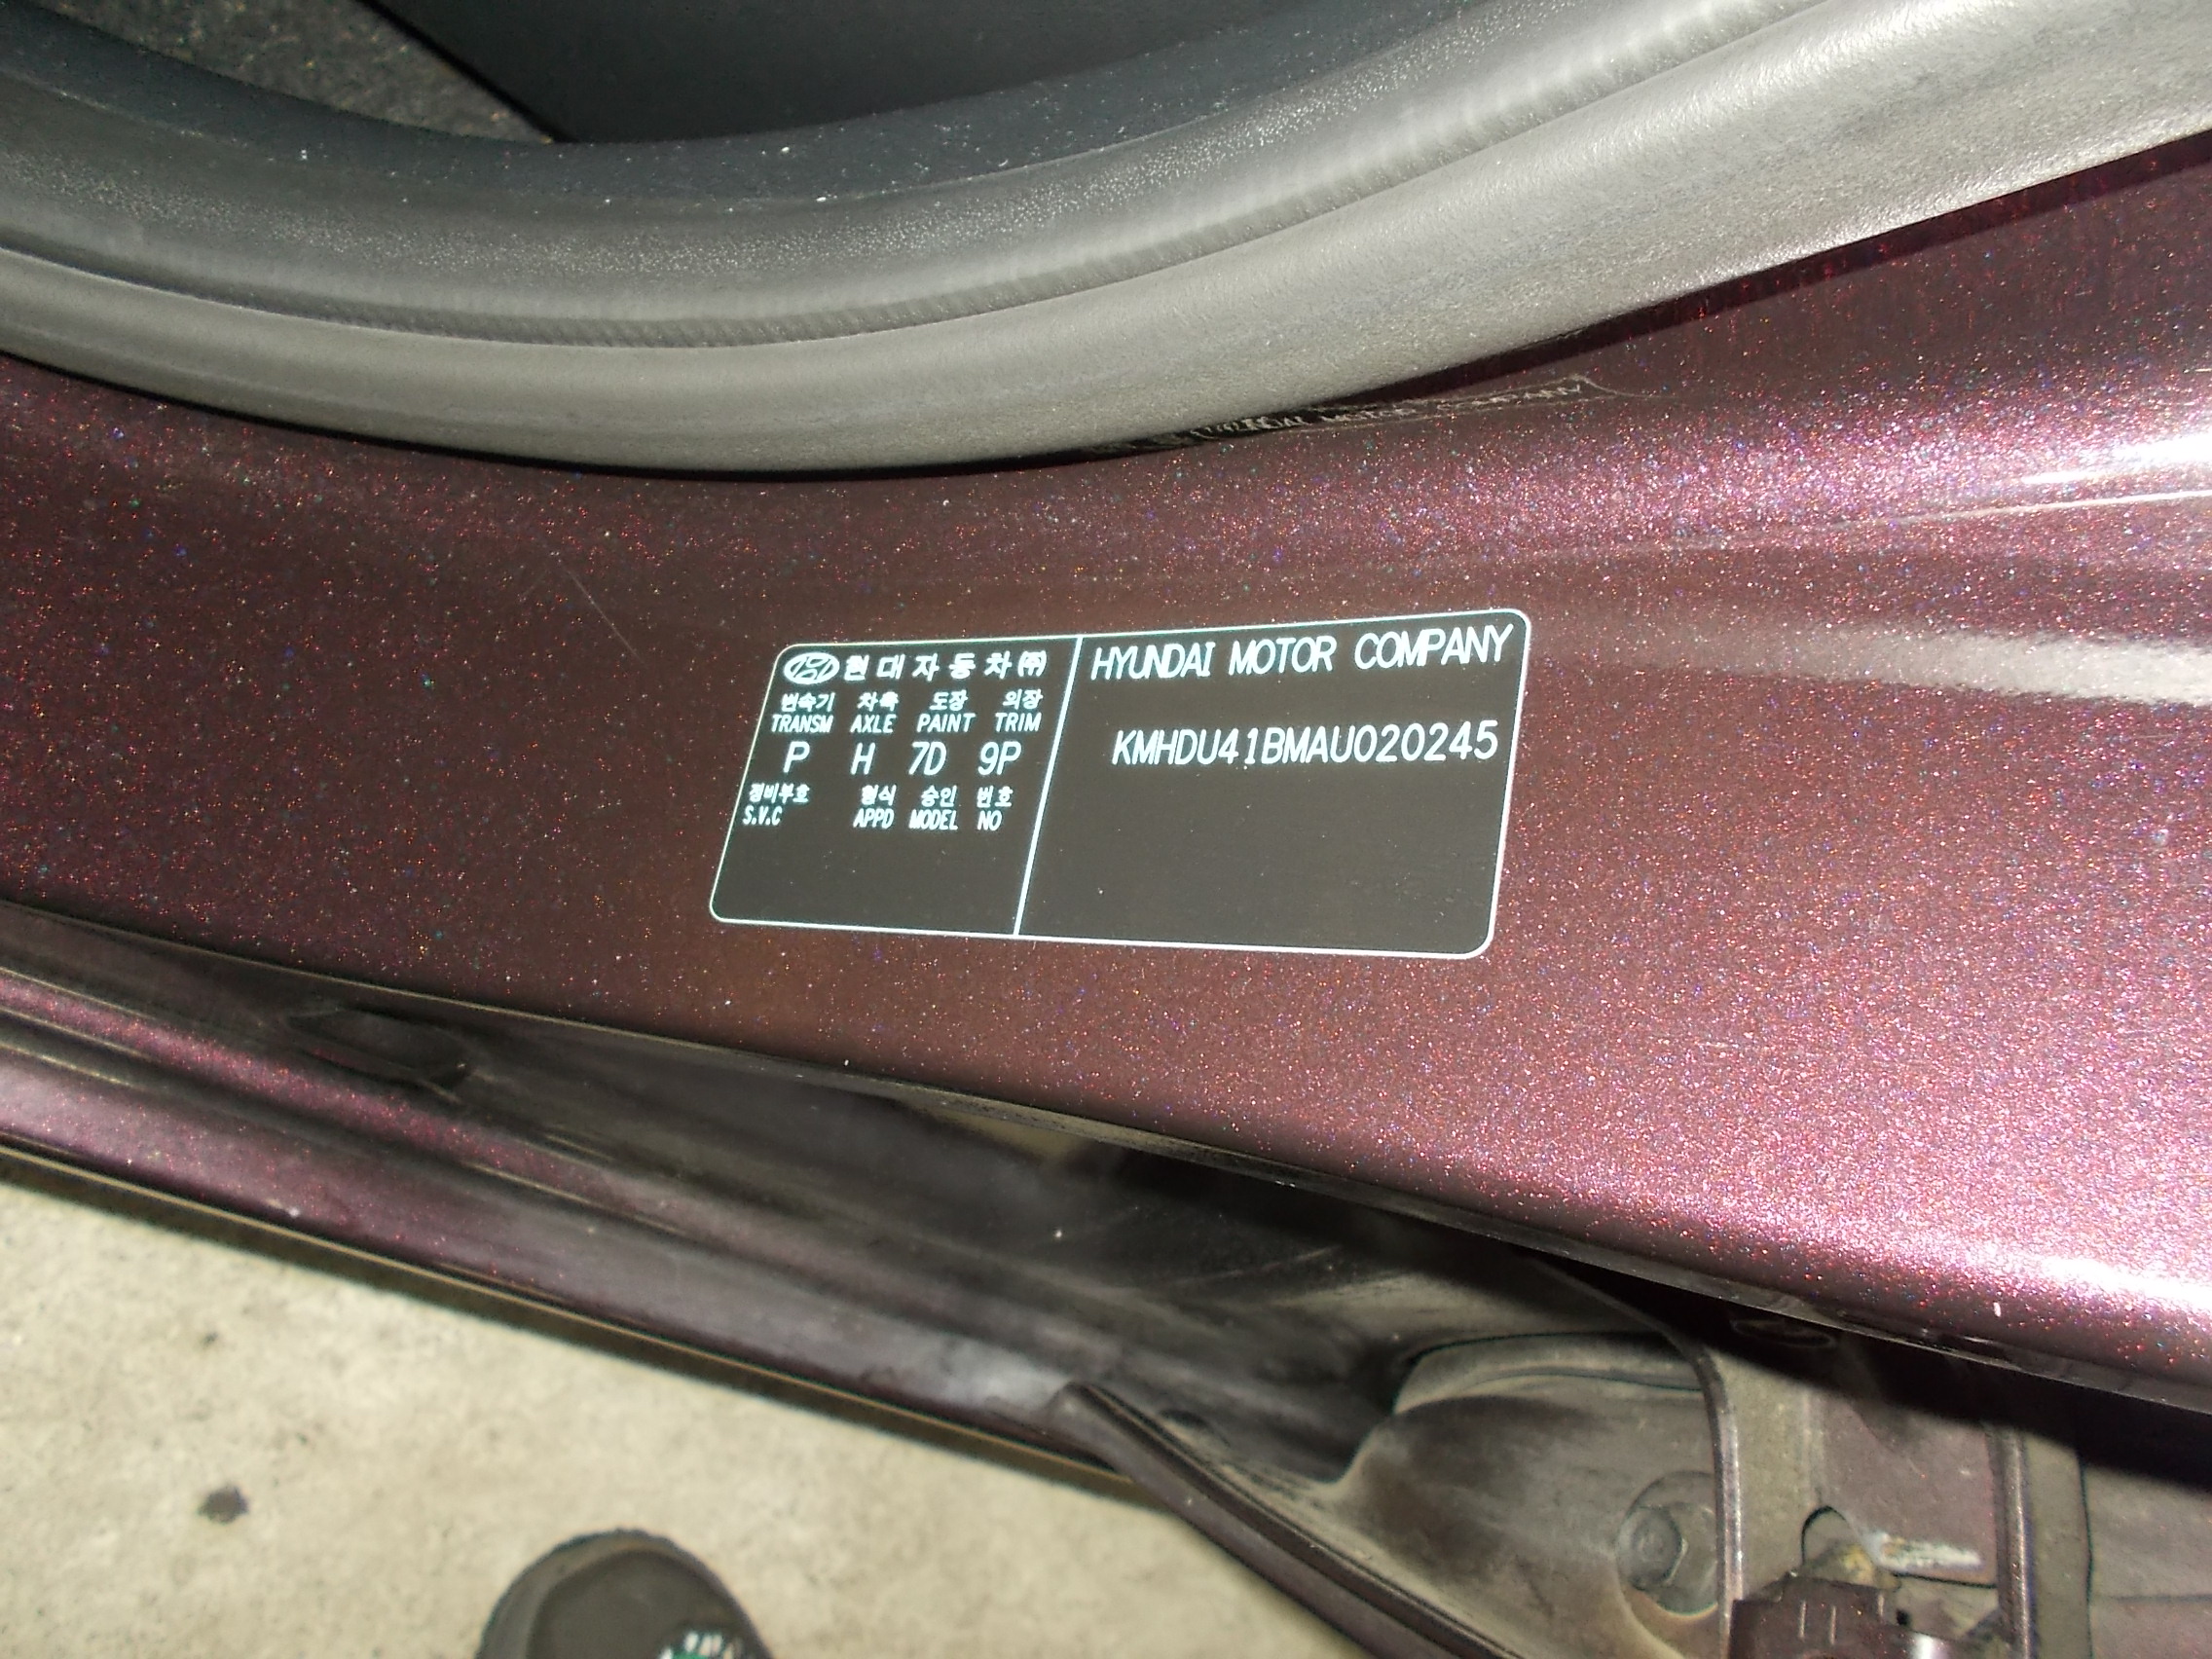 현대자동차㈜
변속기 차축 도장 의장
TRANSM AXLE PAINT TRIM
P H 7D 9P
정비부호 형식 승인 번호
S.V.C APPD MODEL NO
HYUNDAI MOTOR COMPANY
KMHDU41BMAU020245